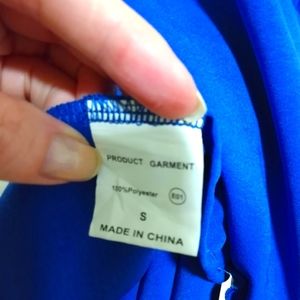 PRODUCT GARMENT
100%Polyester
S
MADE IN CHINA